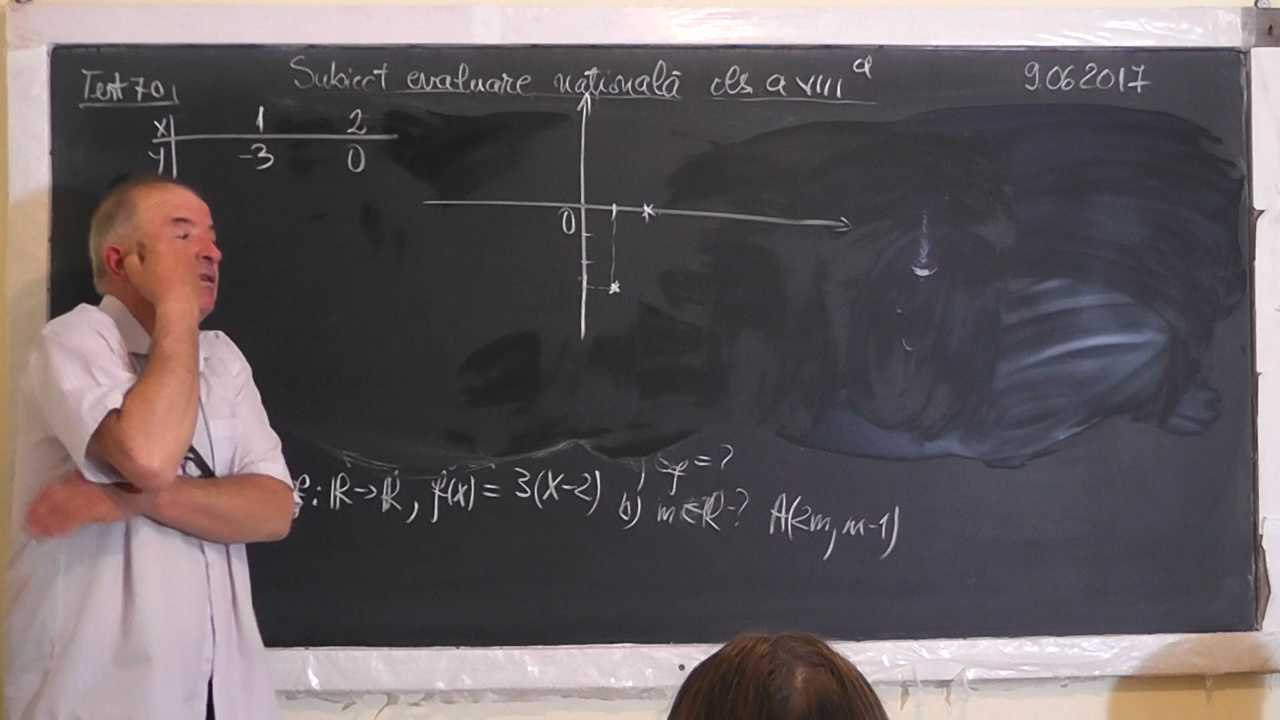 Test 70, Subiect evaluare națională cls a VIII a 9.06.2017
x 1 2
y -3 0
0
f: ℝ→ℝ, f(x) = 3(x-2)
=?
b) m∈ℝ? A(2m, m-1)